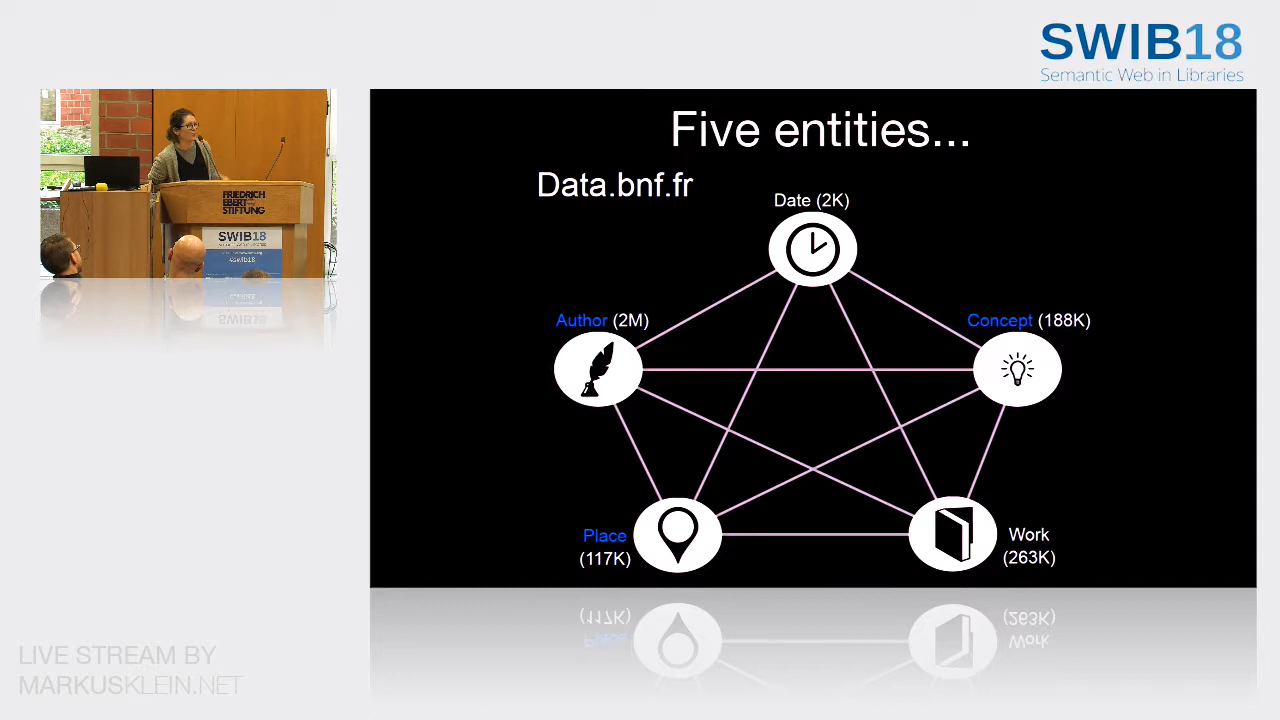 SWIB18
Semantic Web in Libraries
FRIEDRICH
EBERT
STIFTUNG
SWIB18
#swib18
Five entities...
Data.bnf.fr
Date (2K)
Author (2M)
Concept (188K)
Place
(117K)
Work
(263K)
LIVE STREAM BY
MARKUSKLEIN.NET